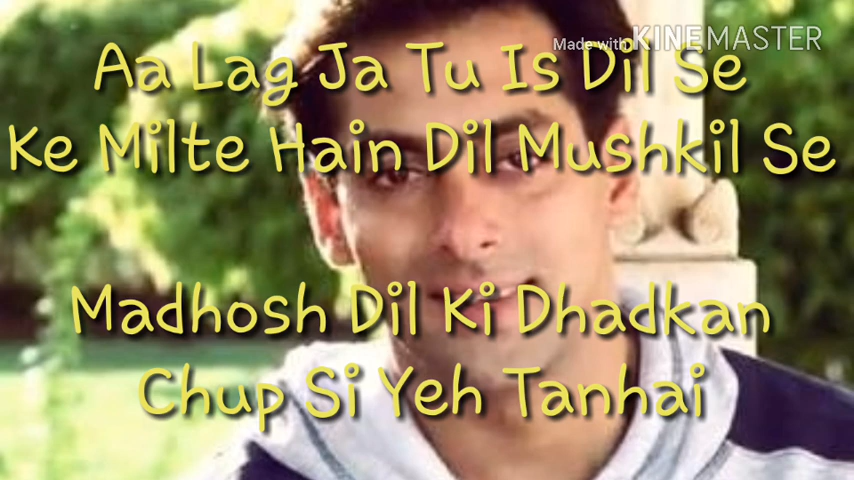 Made with KINEMASTER
Aa Lag Ja Tu Is Dil Se
Ke Milte Hain Dil Mushkil Se
Madhosh Dil Ki Dhadkan
Chup Si Yeh Tanhai